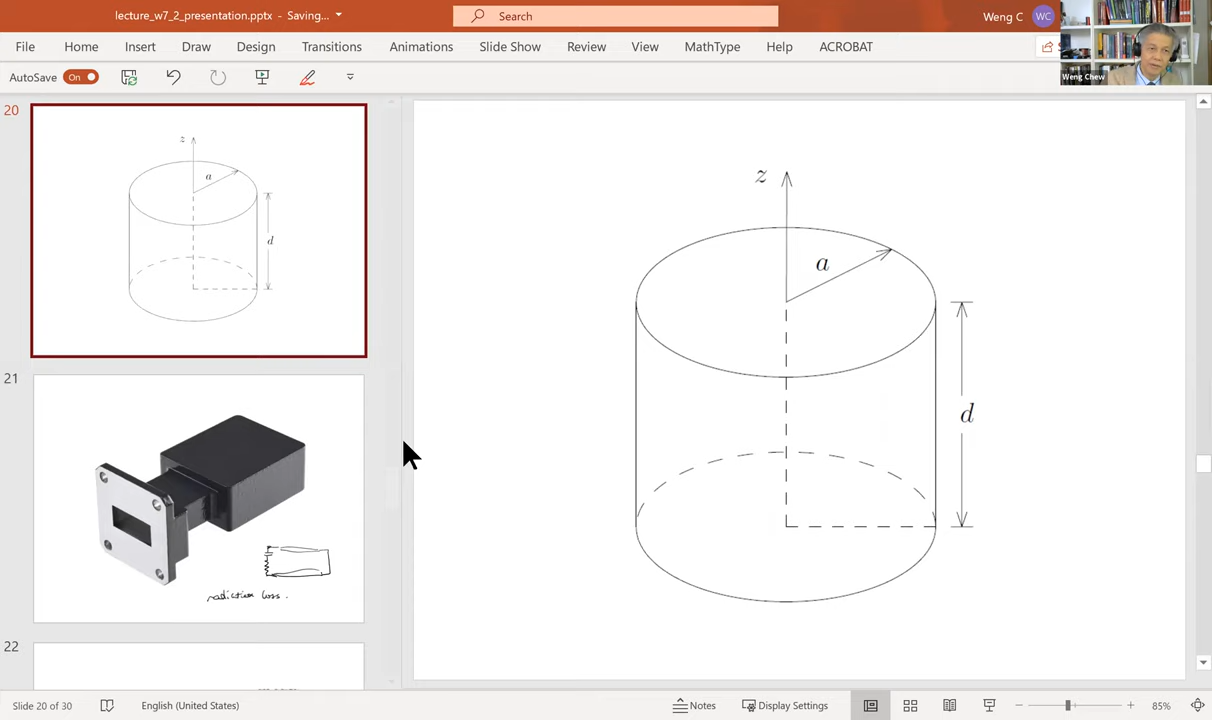 lecture_w7_2_presentation.pptx - Saving...
Search
Weng C
WC
File Home Insert Draw Design Transitions Animations Slide Show Review View MathType Help ACROBAT
Weng Chew
AutoSave On
20
z
a
d
21
radiation loss.
22
z
a
d
Slide 20 of 30
English (United States)
Notes
Display Settings
85%